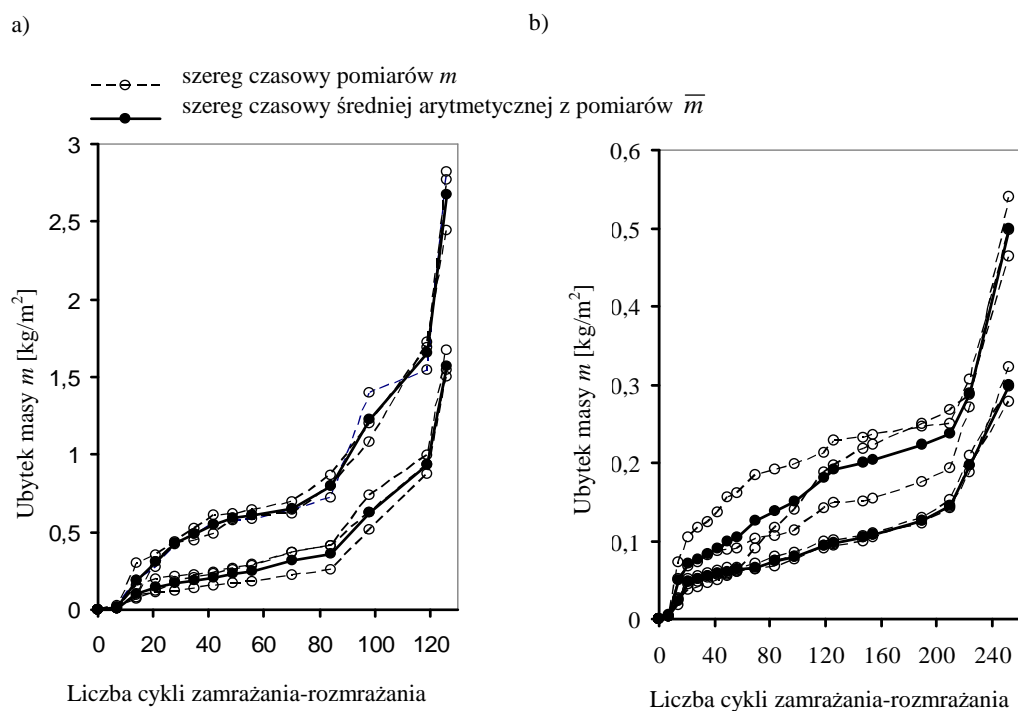 a)
b)
szereg czasowy pomiarów m
szereg czasowy średniej arytmetycznej z pomiarów m̅
Ubytek masy m [kg/m²]
3
2,5
2
1,5
1
0,5
0
0 20 40 60 80 100 120
Liczba cykli zamrażania-rozmrażania
Ubytek masy m [kg/m²]
0,6
0,5
0,4
0,3
0,2
0,1
0
0 40 80 120 160 200 240
Liczba cykli zamrażania-rozmrażania